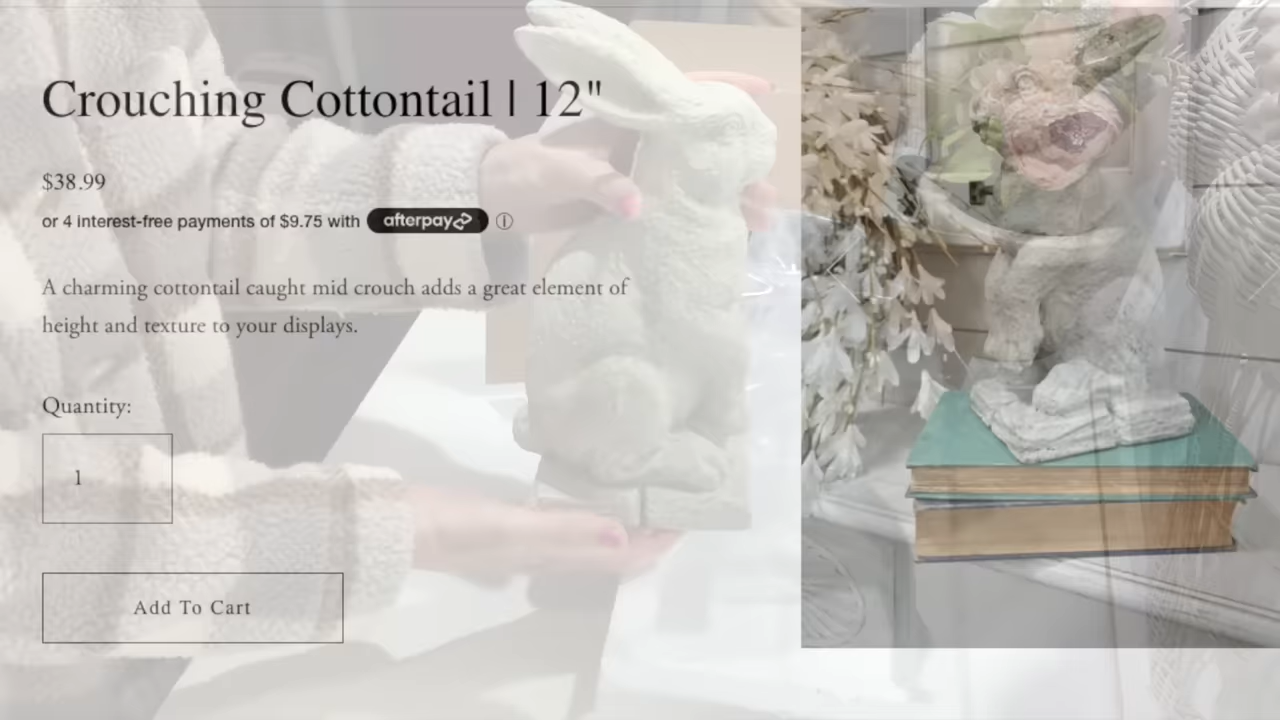 Crouching Cottontail | 12"
$38.99
or 4 interest-free payments of $9.75 with afterpay ⓘ
A charming cottontail caught mid crouch adds a great element of
height and texture to your displays.
Quantity:
1
Add To Cart